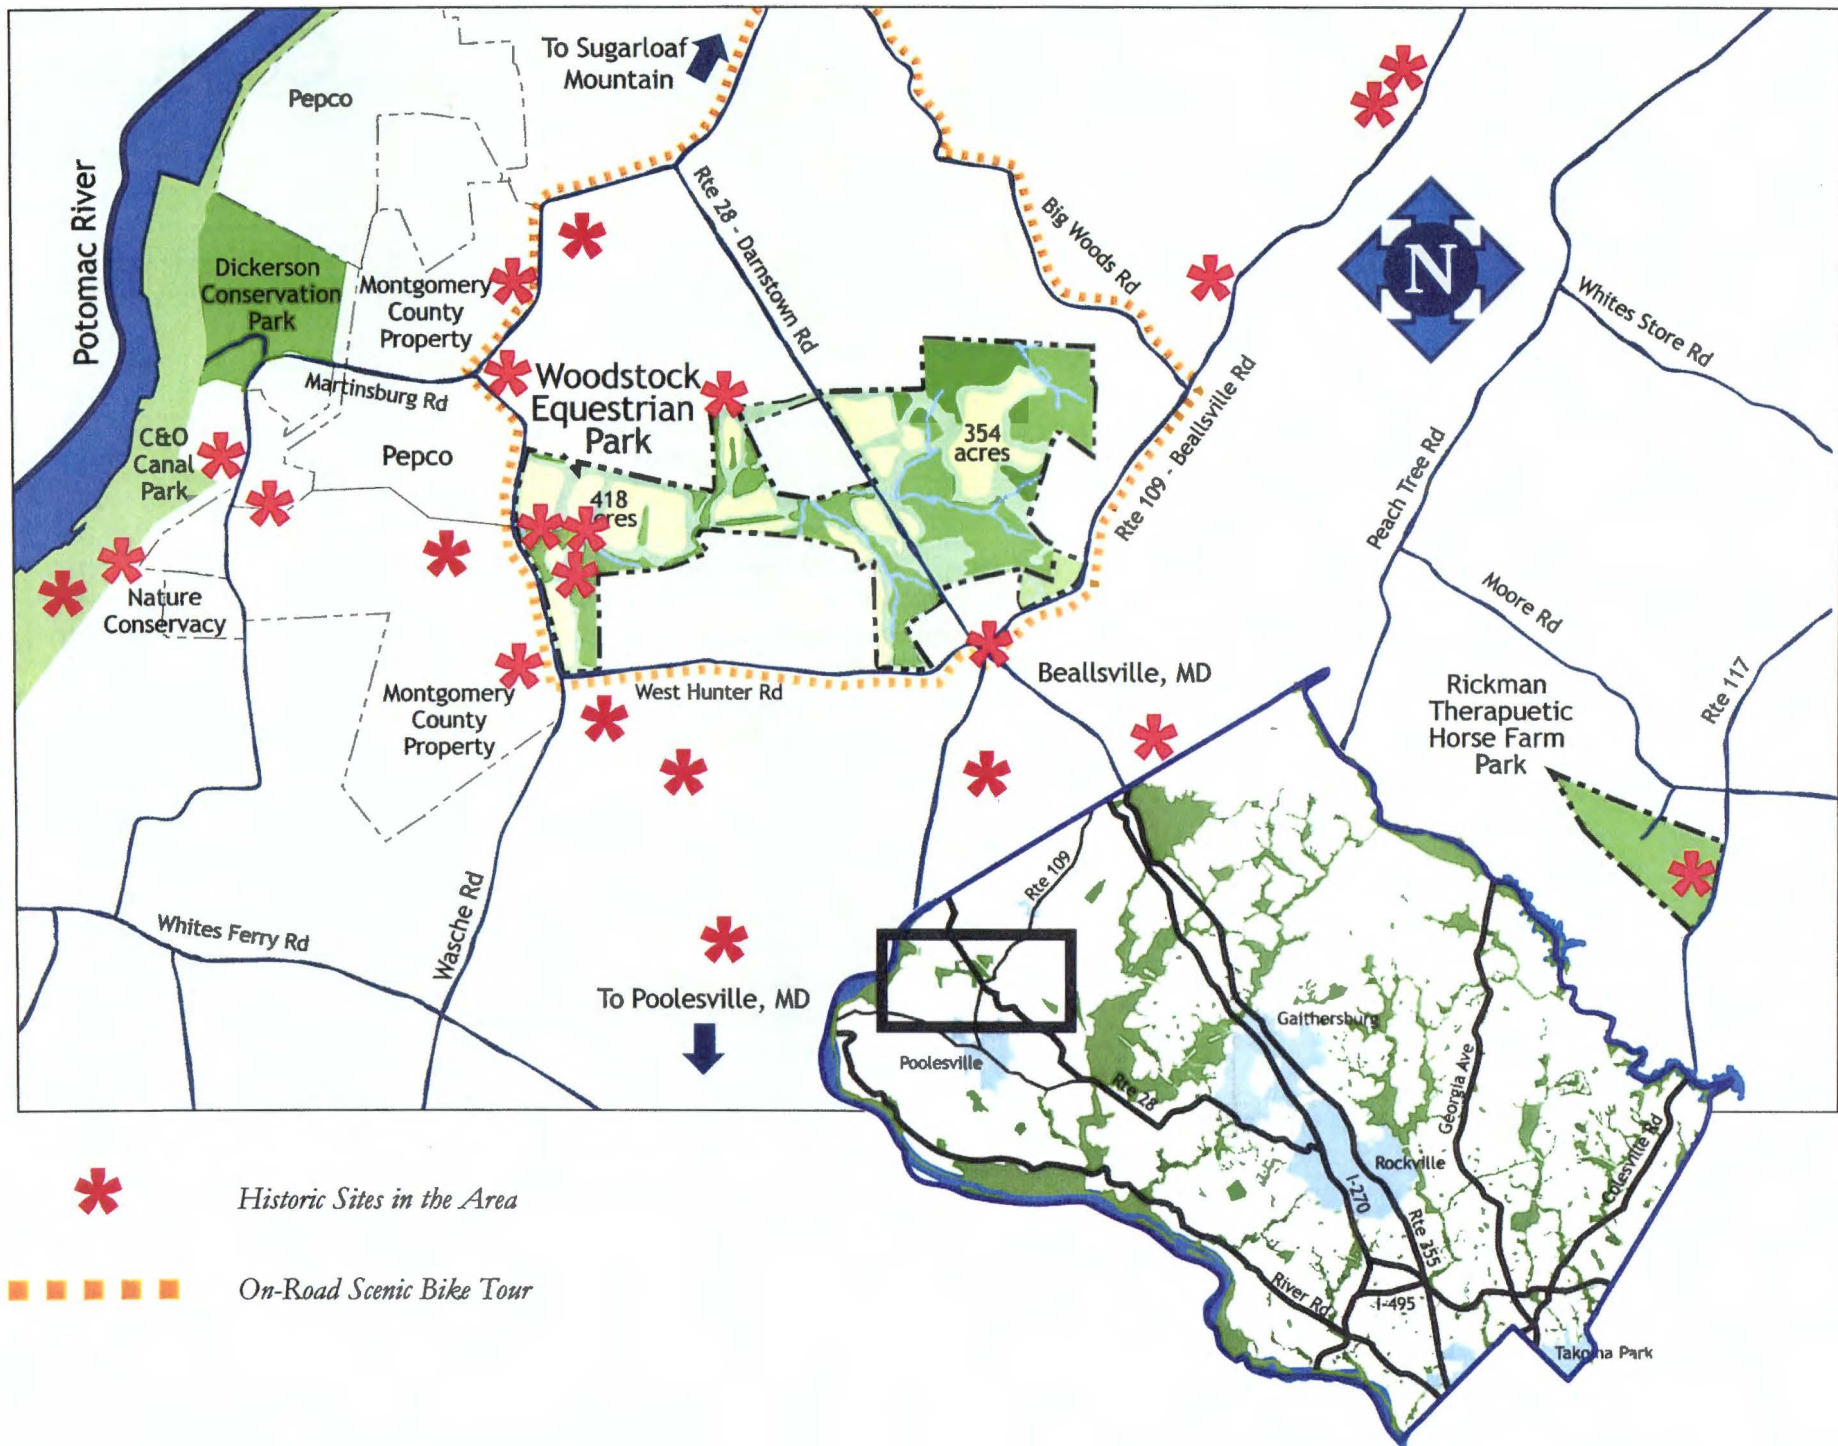 To Sugarloaf
Mountain
Pepco
Potomac River
Rte 28 - Darnstown Rd
Big Woods Rd
N
Whites Store Rd
Dickerson
Conservation
Park
Montgomery
County
Property
Martinsburg Rd
Woodstock
Equestrian
Park
354
acres
Rte 109 - Beallsville Rd
Peach Tree Rd
C&O
Canal
Park
Pepco
418
acres
Moore Rd
Nature
Conservacy
Rte 117
Beallsville, MD
Rickman
Therapuetic
Horse Farm
Park
Montgomery
County
Property
West Hunter Rd
Rte 109
Whites Ferry Rd
Wasche Rd
To Poolesville, MD
Gaithersburg
Poolesville
Rte 28
Georgia Ave
Rockville
Colesville Rd
I-270
Rte 355
River Rd
I-495
Takoma Park
Historic Sites in the Area
On-Road Scenic Bike Tour